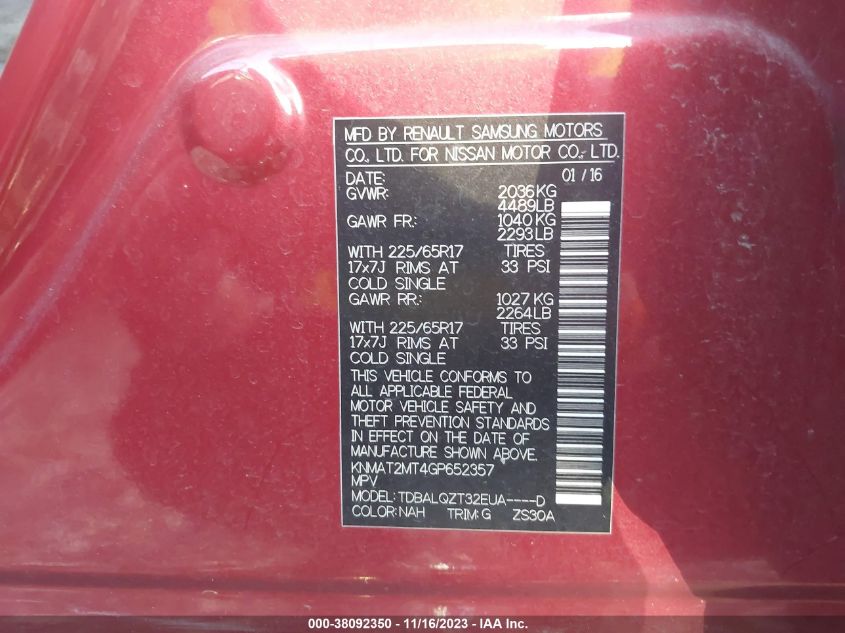 MFD BY RENAULT SAMSUNG MOTORS
CO., LTD. FOR NISSAN MOTOR CO., LTD.
DATE: 01 / 16
GVWR: 2036KG
4489LB
GAWR FR.: 1040KG
2293LB
WITH 225/65R17 TIRES
17x7J RIMS AT 33 PSI
COLD SINGLE
GAWR RR.: 1027KG
2264LB
WITH 225/65R17 TIRES
17x7J RIMS AT 33 PSI
COLD SINGLE
THIS VEHICLE CONFORMS TO
ALL APPLICABLE FEDERAL
MOTOR VEHICLE SAFETY AND
THEFT PREVENTION STANDARDS
IN EFFECT ON THE DATE OF
MANUFACTURE SHOWN ABOVE.
KNMAT2MT4GP652357
MPV
MODEL: TDBALQZT32EUA----D
COLOR: NAH TRIM: G ZS30A
000-38092350 - 11/16/2023 - IAA Inc.